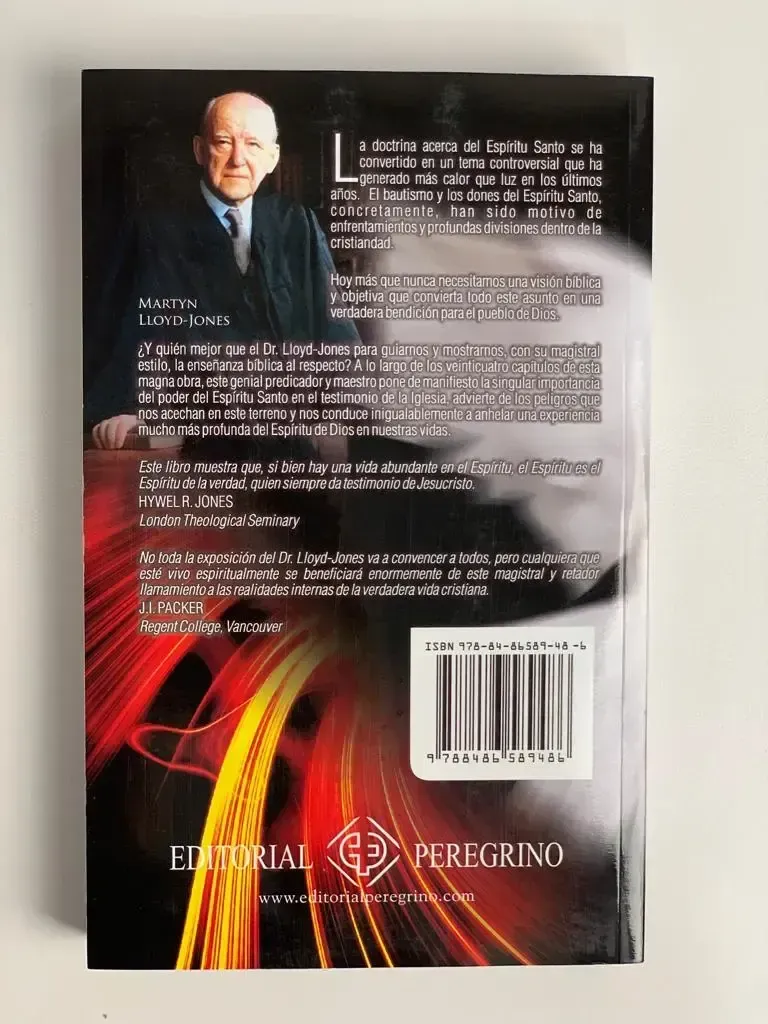 La doctrina acerca del Espíritu Santo se ha
convertido en un tema controversial que ha
generado más calor que luz en los últimos
años. El bautismo y los dones del Espíritu Santo,
concretamente, han sido motivo de
enfrentamientos y profundas divisiones dentro de la
cristiandad.
Hoy más que nunca necesitamos una visión bíblica
y objetiva que convierta todo este asunto en una
verdadera bendición para el pueblo de Dios.
MARTYN
LLOYD-JONES
¿Y quién mejor que el Dr. Lloyd-Jones para guiarnos y mostrarnos, con su magistral
estilo, la enseñanza bíblica al respecto? A lo largo de los veinticuatro capítulos de esta
magna obra, este genial predicador y maestro pone de manifiesto la singular importancia
del poder del Espíritu Santo en el testimonio de la Iglesia, advierte de los peligros que
nos acechan en este terreno y nos conduce inigualablemente a anhelar una experiencia
mucho más profunda del Espíritu de Dios en nuestras vidas.
Este libro muestra que, si bien hay una vida abundante en el Espíritu, el Espíritu es el
Espíritu de la verdad, quien siempre da testimonio de Jesucristo.
HYWEL R. JONES
London Theological Seminary
No toda la exposición del Dr. Lloyd-Jones va a convencer a todos, pero cualquiera que
esté vivo espiritualmente se beneficiará enormemente de este magistral y retador
llamamiento a las realidades internas de la verdadera vida cristiana.
J.I. PACKER
Regent College, Vancouver
ISBN 978-84-86589-48-6
9 788486 589486
EDITORIAL EP PEREGRINO
www.editorialperegrino.com